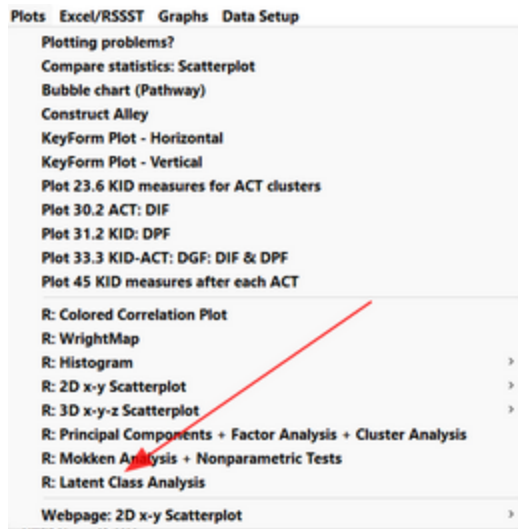 Plots Excel/RSSST Graphs Data Setup
Plotting problems?
Compare statistics: Scatterplot
Bubble chart (Pathway)
Construct Alley
KeyForm Plot - Horizontal
KeyForm Plot - Vertical
Plot 23.6 KID measures for ACT clusters
Plot 30.2 ACT: DIF
Plot 31.2 KID: DPF
Plot 33.3 KID-ACT: DGF: DIF & DPF
Plot 45 KID measures after each ACT
R: Colored Correlation Plot
R: WrightMap
R: Histogram
R: 2D x-y Scatterplot
R: 3D x-y-z Scatterplot
R: Principal Components + Factor Analysis + Cluster Analysis
R: Mokken Analysis + Nonparametric Tests
R: Latent Class Analysis
Webpage: 2D x-y Scatterplot